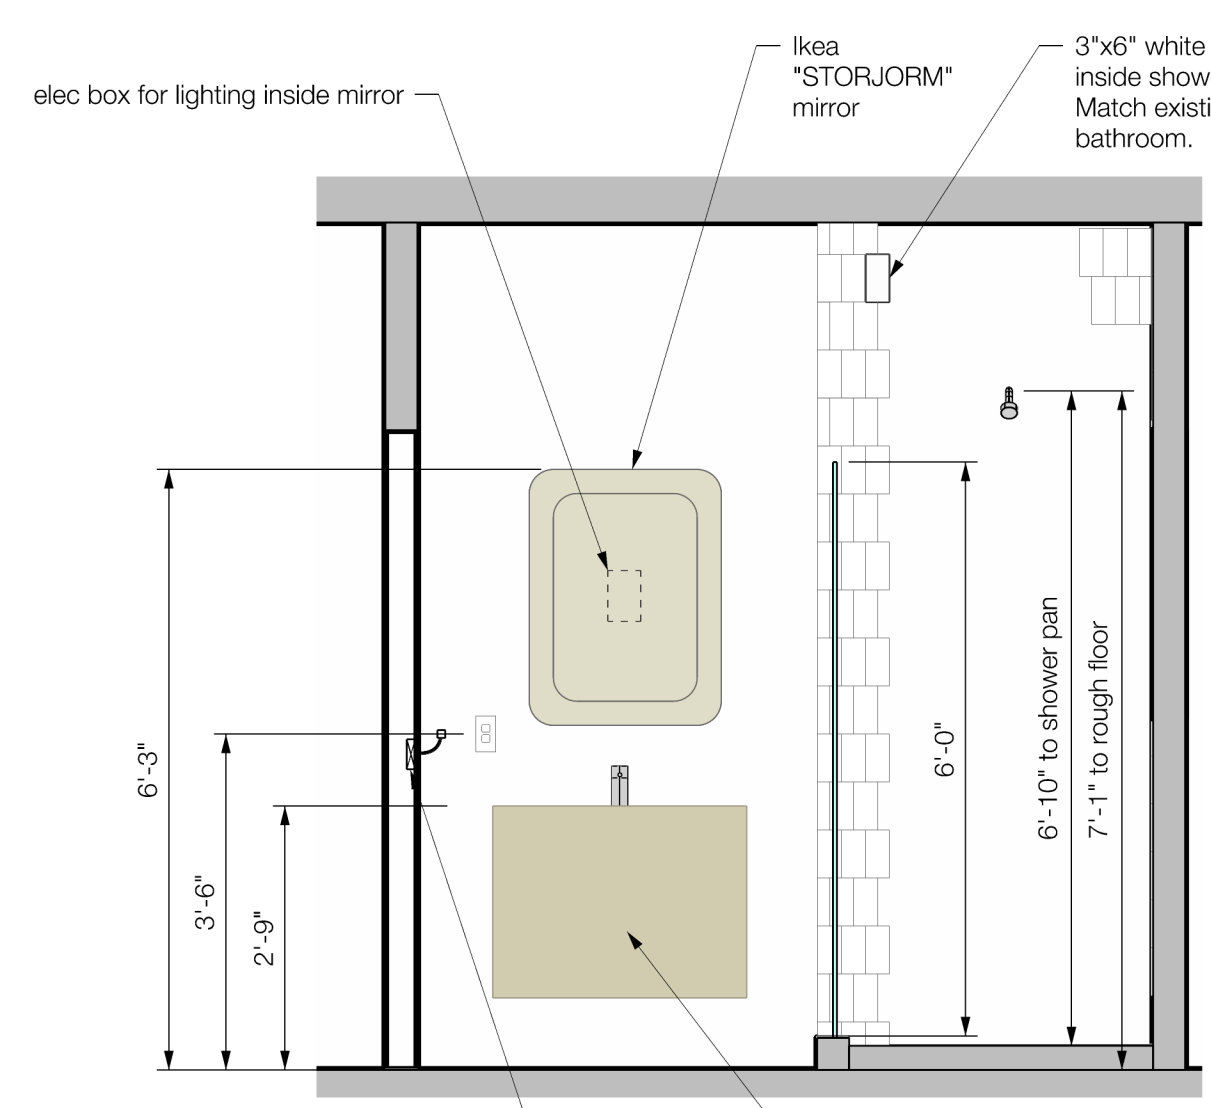 Ikea
"STORJORM"
mirror
3"x6" white
inside show
Match existi
bathroom.
elec box for lighting inside mirror
6'-3"
3'-6"
2'-9"
6'-0"
6'-10" to shower pan
7'-1" to rough floor